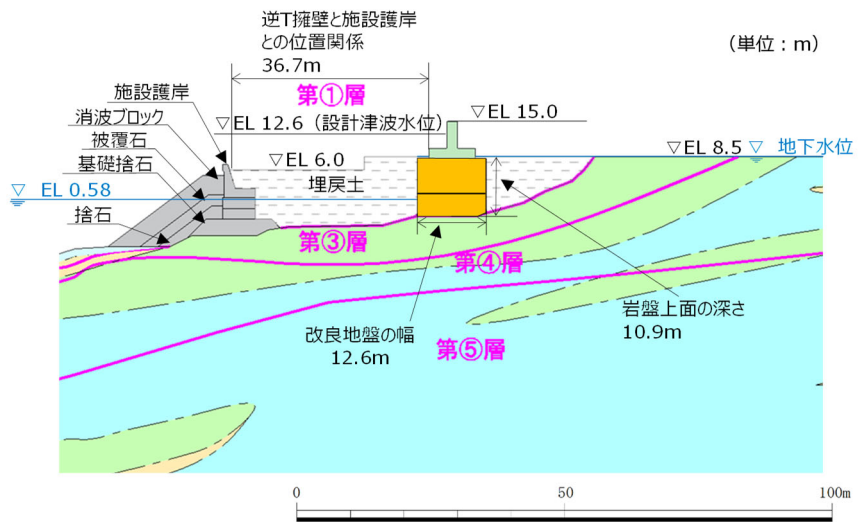 逆T擁壁と施設護岸
との位置関係
36.7m
（単位：m）
第①層
施設護岸
消波ブロック
被覆石
基礎捨石
捨石
▽EL 12.6（設計津波水位）
▽EL 15.0
▽EL 6.0
▽EL 8.5 ▽ 地下水位
▽ EL 0.58
埋戻土
第③層
第④層
改良地盤の幅
12.6m
第⑤層
岩盤上面の深さ
10.9m
0
50
100m